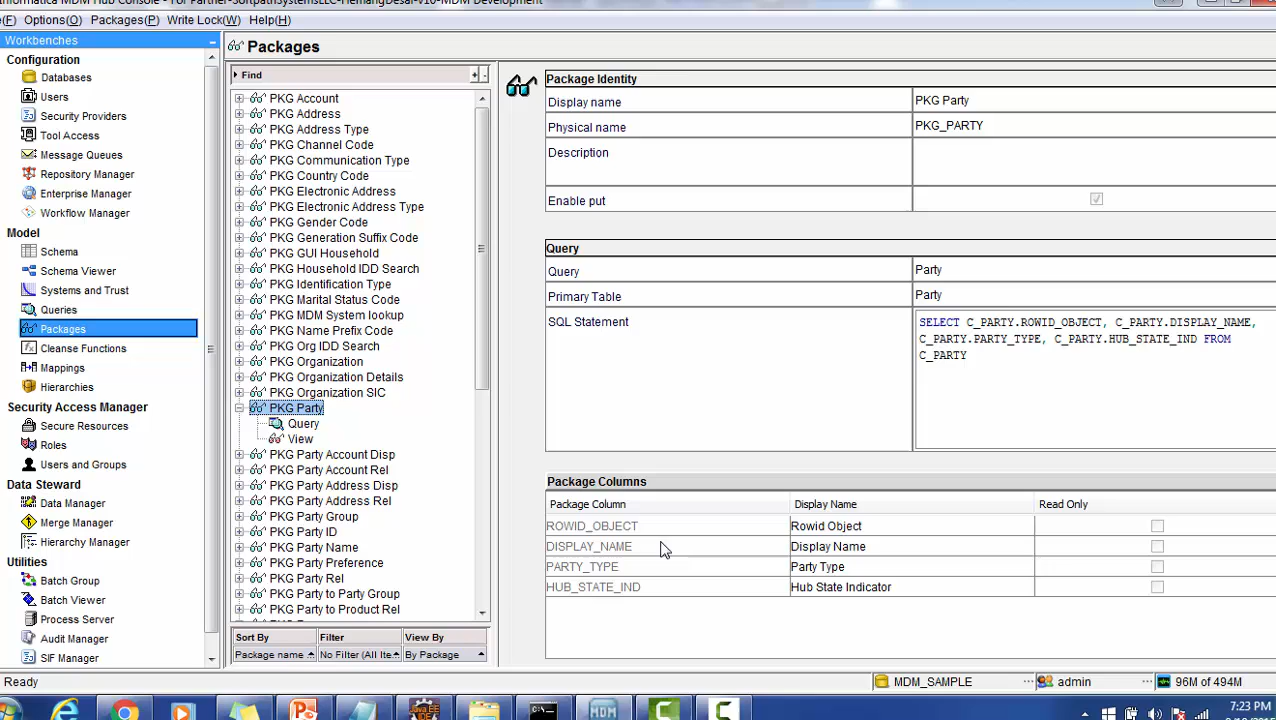 Informatica MDM Hub Console - For Partner-SoftpathSystemsLLC-HemangDesai-v10-MDM Development
(F) Options(O) Packages(P) Write Lock(W) Help(H)
Workbenches
Configuration
Databases
Users
Security Providers
Tool Access
Message Queues
Repository Manager
Enterprise Manager
Workflow Manager
Model
Schema
Schema Viewer
Systems and Trust
Queries
Packages
Cleanse Functions
Mappings
Hierarchies
Security Access Manager
Secure Resources
Roles
Users and Groups
Data Steward
Data Manager
Merge Manager
Hierarchy Manager
Utilities
Batch Group
Batch Viewer
Process Server
Audit Manager
SIF Manager
Packages
Find
PKG Account
PKG Address
PKG Address Type
PKG Channel Code
PKG Communication Type
PKG Country Code
PKG Electronic Address
PKG Electronic Address Type
PKG Gender Code
PKG Generation Suffix Code
PKG GUI Household
PKG Household IDD Search
PKG Identification Type
PKG Marital Status Code
PKG MDM System lookup
PKG Name Prefix Code
PKG Org IDD Search
PKG Organization
PKG Organization Details
PKG Organization SIC
PKG Party
Query
View
PKG Party Account Disp
PKG Party Account Rel
PKG Party Address Disp
PKG Party Address Rel
PKG Party Group
PKG Party ID
PKG Party Name
PKG Party Preference
PKG Party Rel
PKG Party to Party Group
PKG Party to Product Rel
Sort By Filter View By
Package name No Filter (All Ite... By Package
Package Identity
Display name PKG Party
Physical name PKG_PARTY
Description
Enable put
Query
Query Party
Primary Table Party
SQL Statement
SELECT C_PARTY.ROWID_OBJECT, C_PARTY.DISPLAY_NAME,
C_PARTY.PARTY_TYPE, C_PARTY.HUB_STATE_IND FROM
C_PARTY
Package Columns
Package Column Display Name Read Only
ROWID_OBJECT Rowid Object
DISPLAY_NAME Display Name
PARTY_TYPE Party Type
HUB_STATE_IND Hub State Indicator
Ready MDM_SAMPLE ... admin ... 96M of 494M
7:23 PM